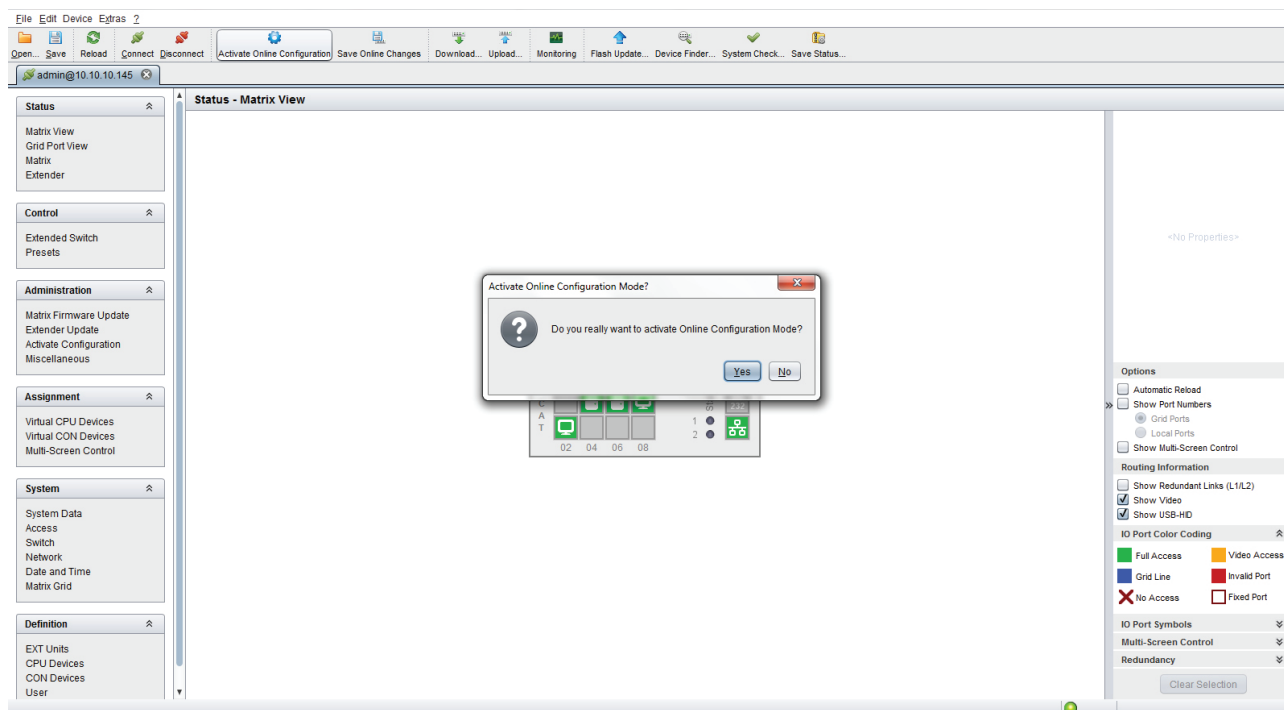 File Edit Device Extras ?
Open... Save Reload Connect Disconnect Activate Online Configuration Save Online Changes Download... Upload... Monitoring Flash Update... Device Finder... System Check... Save Status...
admin@10.10.10.145
Status
Matrix View
Grid Port View
Matrix
Extender
Control
Extended Switch
Presets
Administration
Matrix Firmware Update
Extender Update
Activate Configuration
Miscellaneous
Assignment
Virtual CPU Devices
Virtual CON Devices
Multi-Screen Control
System
System Data
Access
Switch
Network
Date and Time
Matrix Grid
Definition
EXT Units
CPU Devices
CON Devices
User
Status - Matrix View
Activate Online Configuration Mode?
Do you really want to activate Online Configuration Mode?
Yes No
C
A
T
1
2
02 04 06 08
<No Properties>
Options
Automatic Reload
Show Port Numbers
Grid Ports
Local Ports
Show Multi-Screen Control
Routing Information
Show Redundant Links (L1/L2)
Show Video
Show USB-HID
IO Port Color Coding
Full Access Video Access
Grid Line Invalid Port
No Access Fixed Port
IO Port Symbols
Multi-Screen Control
Redundancy
Clear Selection